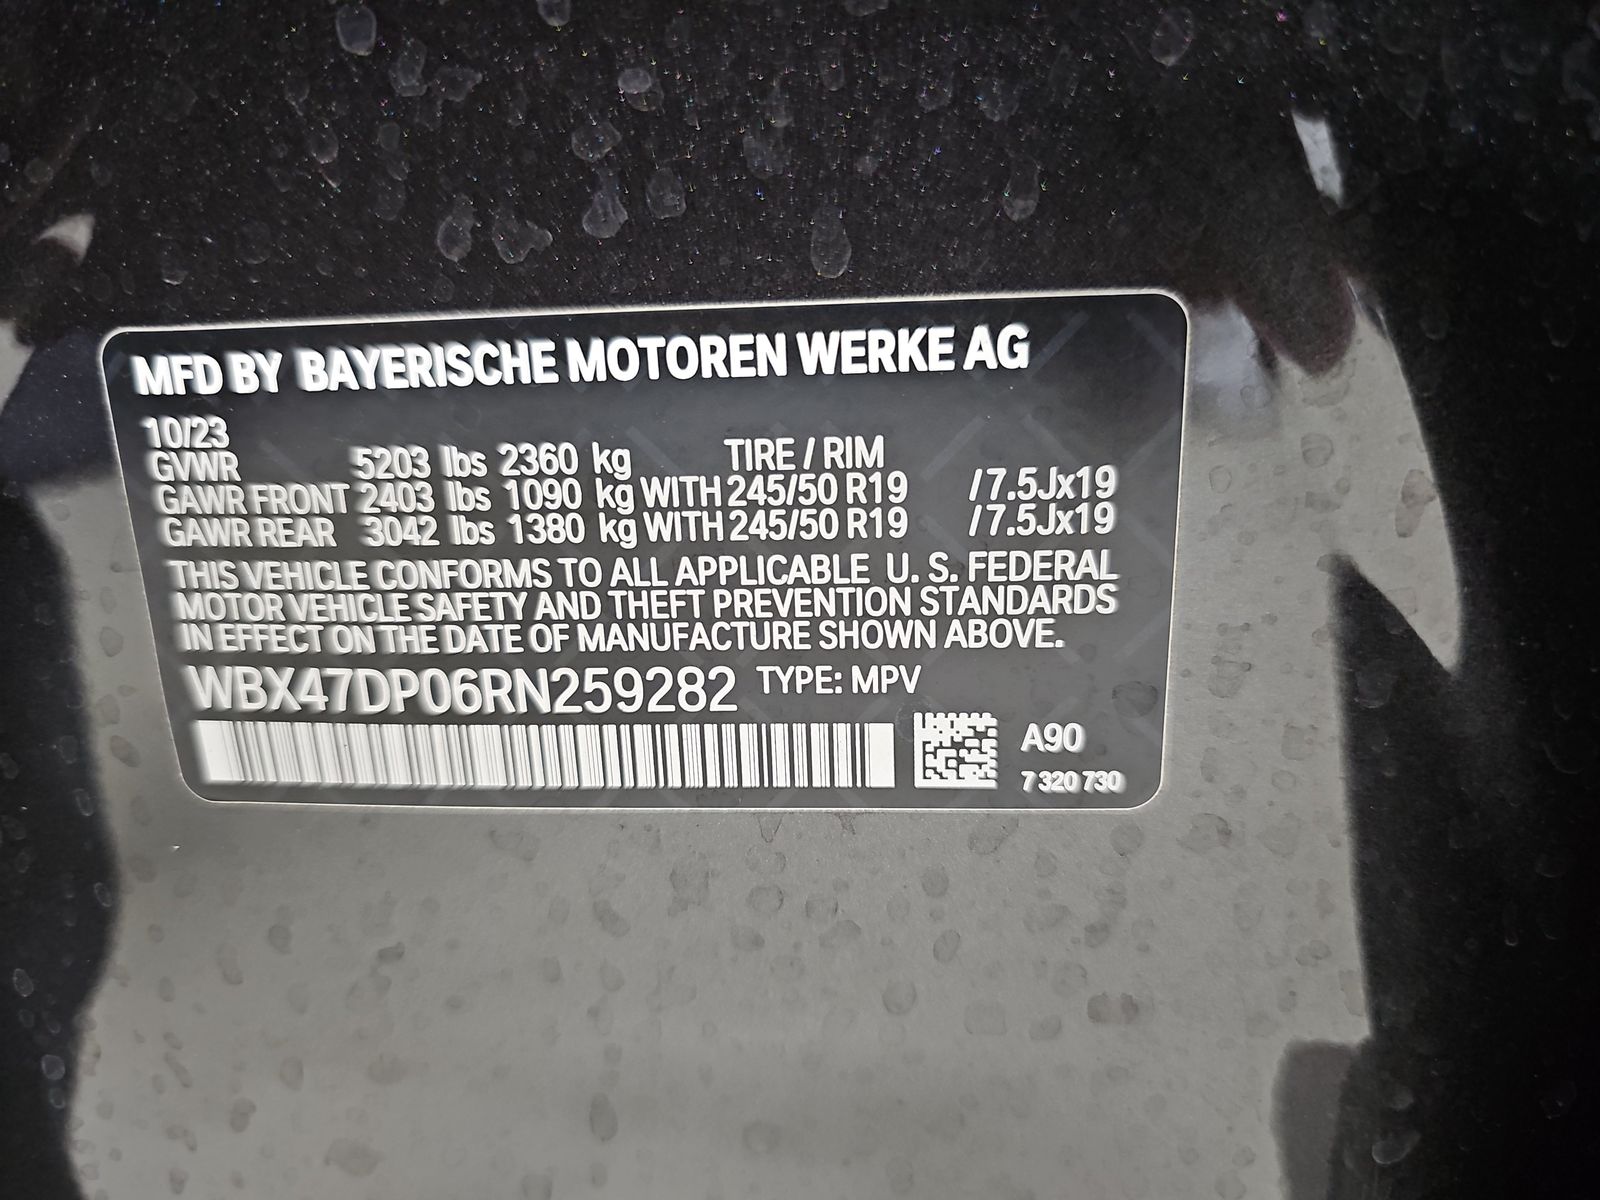 MFD BY BAYERISCHE MOTOREN WERKE AG
10/23
GVWR 5203 lbs 2360 kg TIRE / RIM
GAWR FRONT 2403 lbs 1090 kg WITH 245/50 R19 / 7.5Jx19
GAWR REAR 3042 lbs 1380 kg WITH 245/50 R19 / 7.5Jx19
THIS VEHICLE CONFORMS TO ALL APPLICABLE U. S. FEDERAL
MOTOR VEHICLE SAFETY AND THEFT PREVENTION STANDARDS
IN EFFECT ON THE DATE OF MANUFACTURE SHOWN ABOVE.
WBX47DP06RN259282 TYPE: MPV
A90
7 320 730